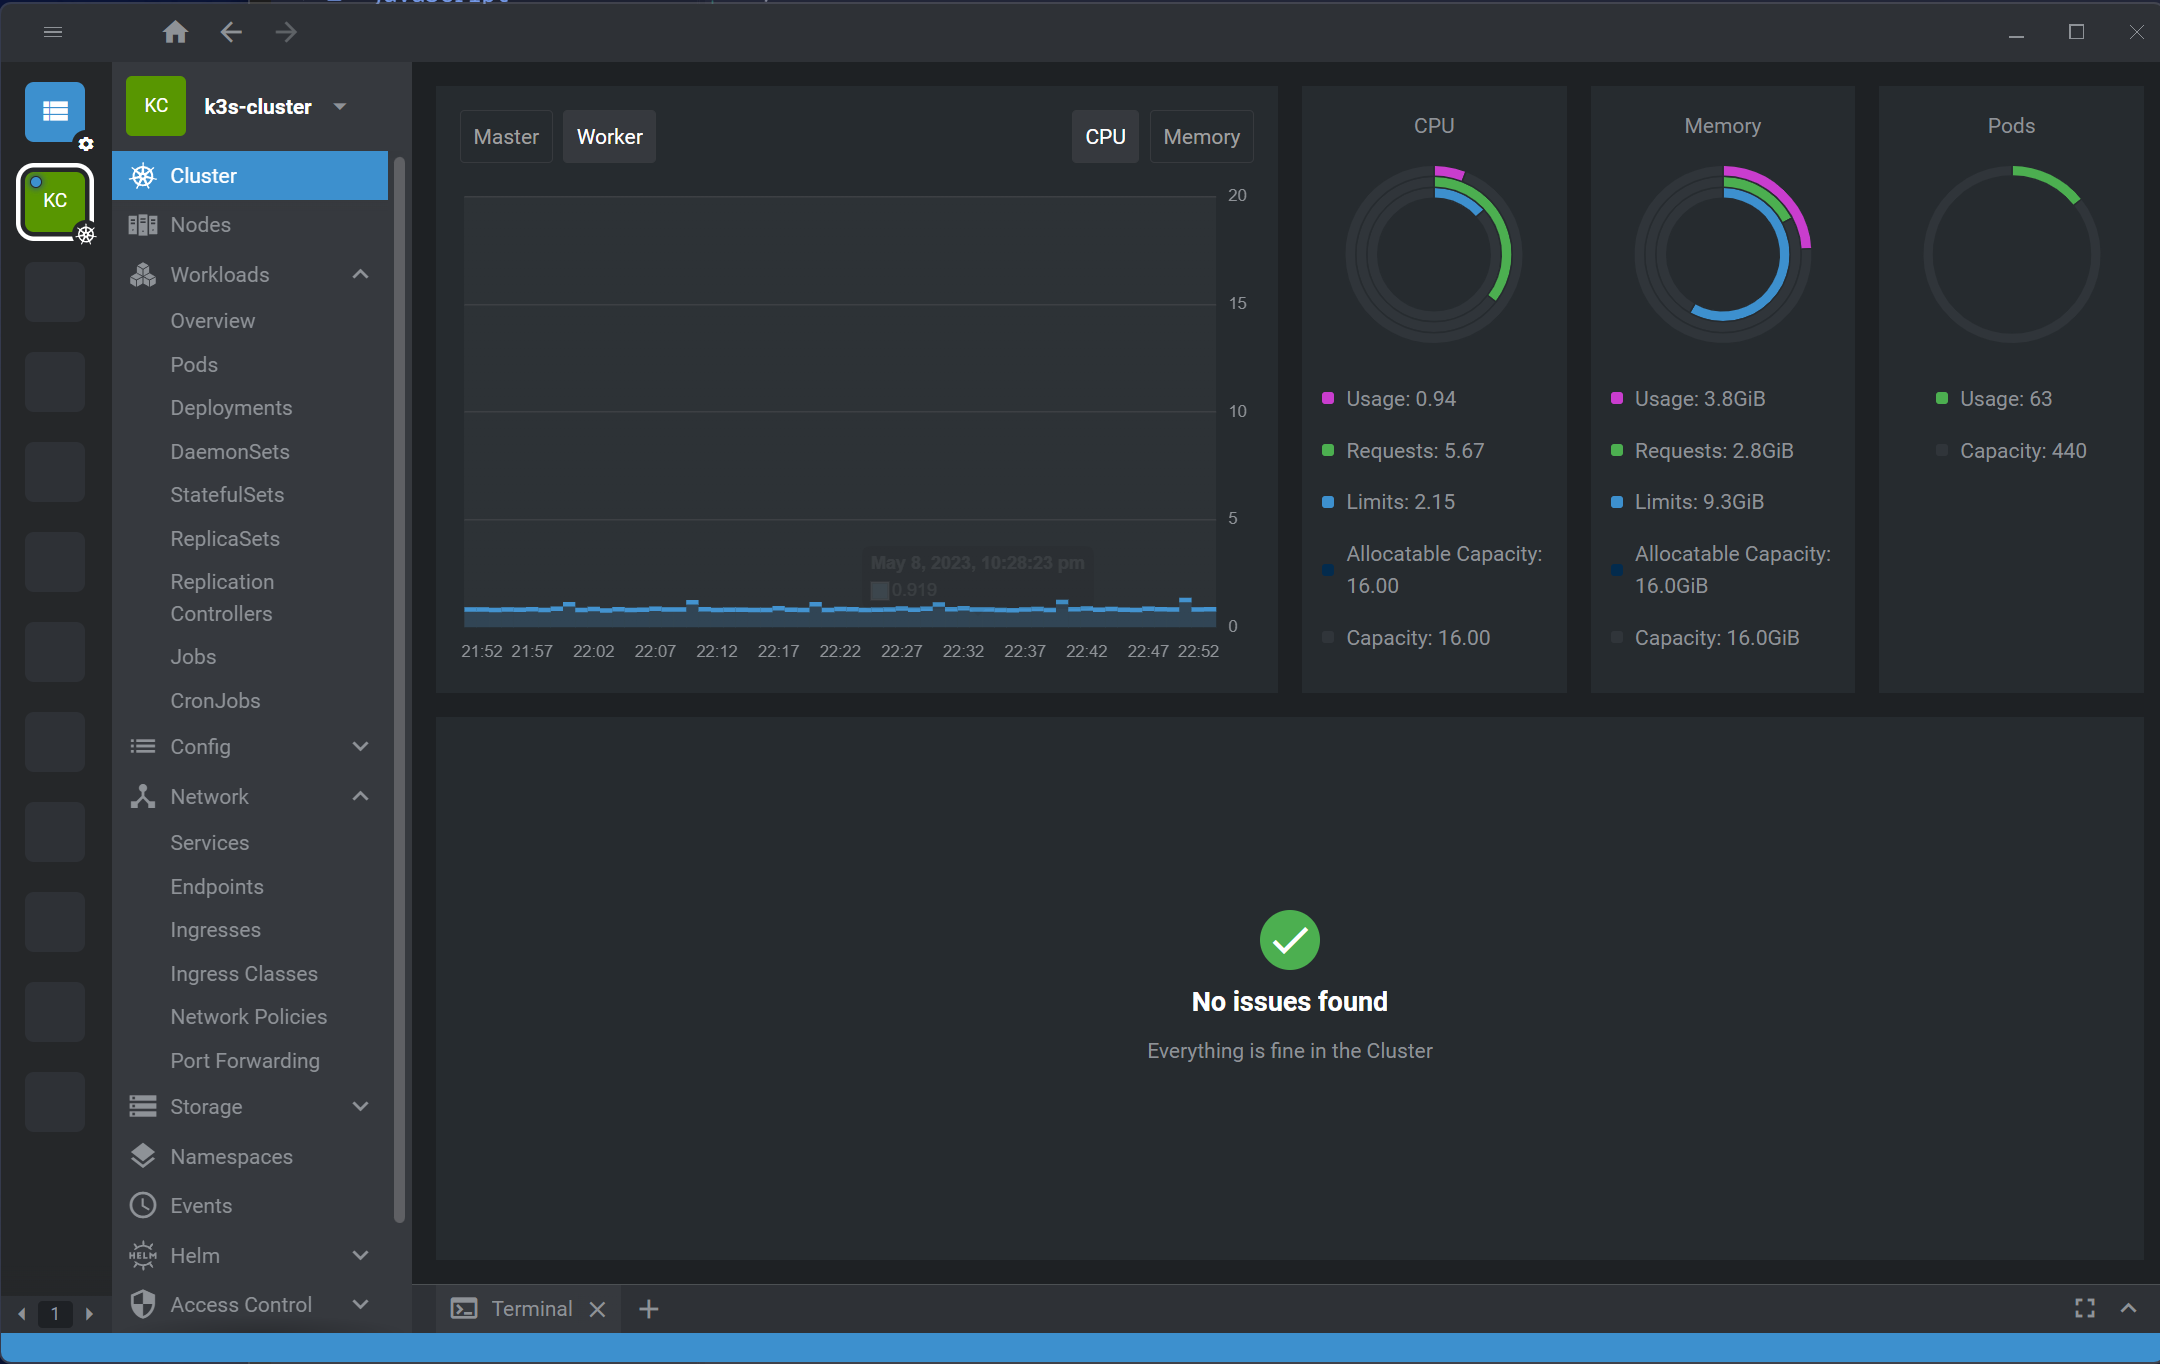 KC
k3s-cluster
KC
Cluster
Nodes
Workloads
Overview
Pods
Deployments
DaemonSets
StatefulSets
ReplicaSets
Replication
Controllers
Jobs
CronJobs
Config
Network
Services
Endpoints
Ingresses
Ingress Classes
Network Policies
Port Forwarding
Storage
Namespaces
Events
HELM
Helm
Access Control
1
Master
Worker
CPU
Memory
20
15
10
5
0
May 8, 2023, 10:28:23 pm
0.919
21:52 21:57 22:02 22:07 22:12 22:17 22:22 22:27 22:32 22:37 22:42 22:47 22:52
CPU
Usage: 0.94
Requests: 5.67
Limits: 2.15
Allocatable Capacity:
16.00
Capacity: 16.00
Memory
Usage: 3.8GiB
Requests: 2.8GiB
Limits: 9.3GiB
Allocatable Capacity:
16.0GiB
Capacity: 16.0GiB
Pods
Usage: 63
Capacity: 440
No issues found
Everything is fine in the Cluster
Terminal